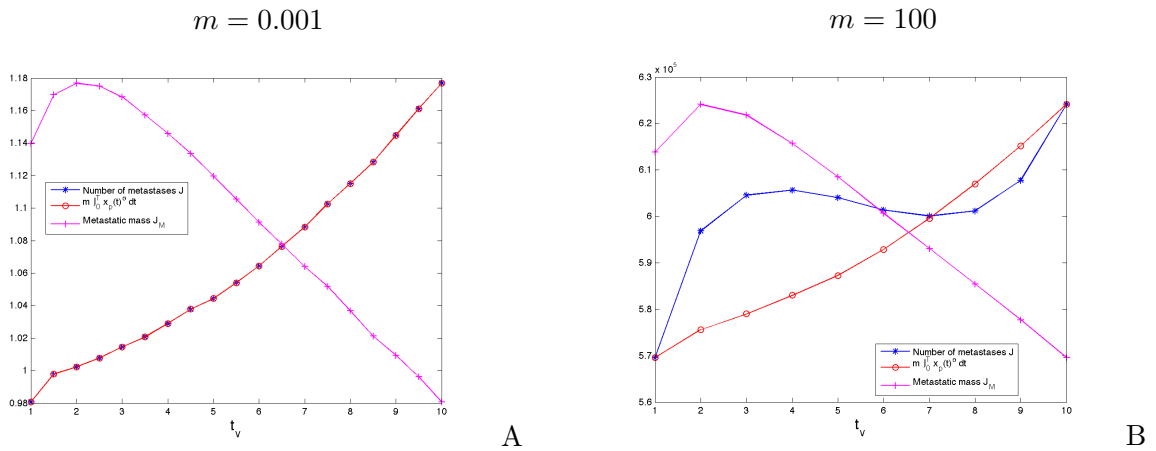 m = 0.001
1.18
1.16
1.14
1.12
1.1
1.08
1.06
1.04
1.02
1
0.98
Number of metastases J
m ∫₀ᵀ xₚ(t)^α dt
Metastatic mass J_M
1 2 3 4 5 6 7 8 9 10
t_v
A
m = 100
x 10⁵
6.3
6.2
6.1
6
5.9
5.8
5.7
5.6
Number of metastases J
m ∫₀ᵀ xₚ(t)^α dt
Metastatic mass J_M
1 2 3 4 5 6 7 8 9 10
t_v
B